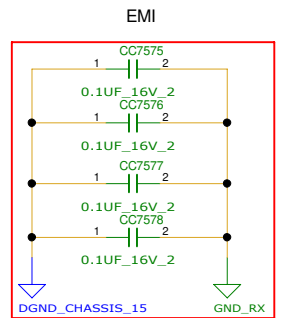 EMI
CC7575
1 2
0.1UF_16V_2
CC7576
1 2
0.1UF_16V_2
CC7577
1 2
0.1UF_16V_2
CC7578
1 2
0.1UF_16V_2
DGND_CHASSIS_15 GND_RX